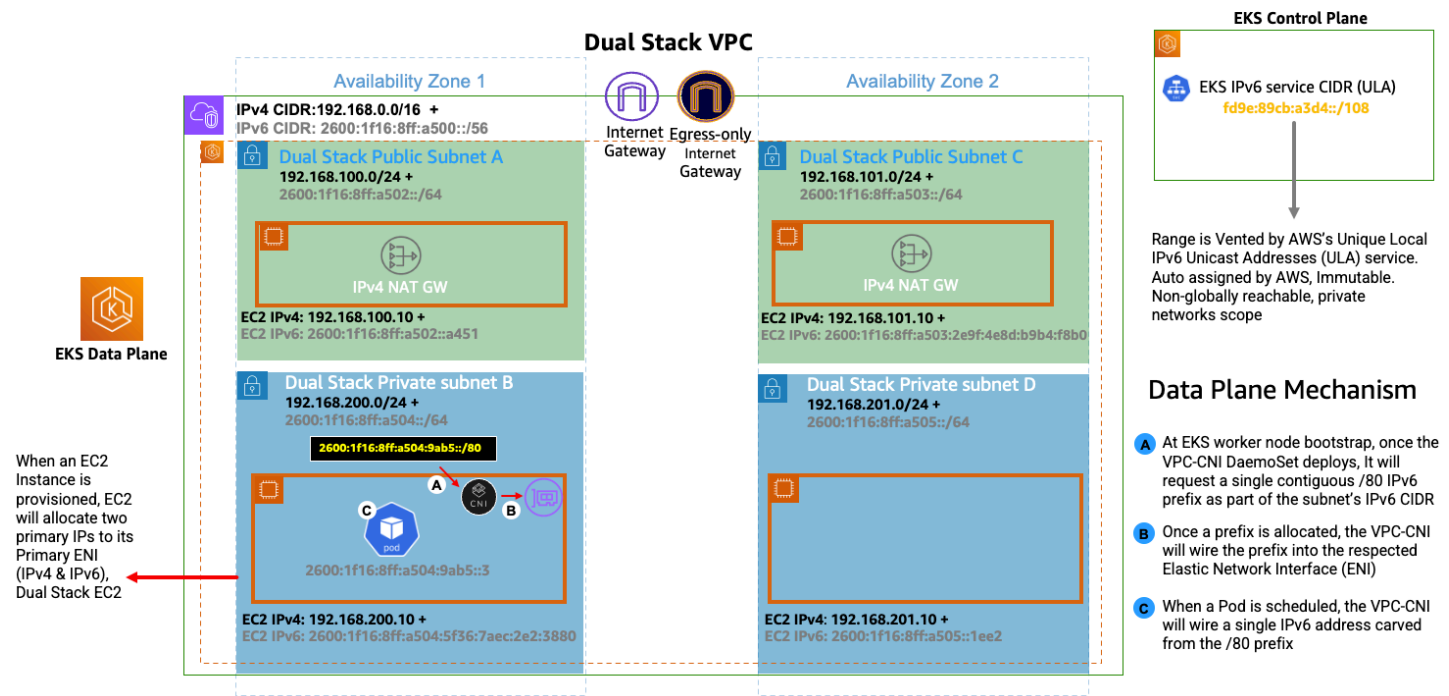 EKS Control Plane
EKS IPv6 service CIDR (ULA)
fd9e:89cb:a3d4::/108
Range is Vented by AWS's Unique Local
IPv6 Unicast Addresses (ULA) service.
Auto assigned by AWS, Immutable.
Non-globally reachable, private
networks scope
Dual Stack VPC
Availability Zone 1
Availability Zone 2
IPv4 CIDR:192.168.0.0/16 +
IPv6 CIDR: 2600:1f16:8ff:a500::/56
Internet
Gateway
Egress-only
Internet
Gateway
Dual Stack Public Subnet A
192.168.100.0/24 +
2600:1f16:8ff:a502::/64
IPv4 NAT GW
EC2 IPv4: 192.168.100.10 +
EC2 IPv6: 2600:1f16:8ff:a502::a451
Dual Stack Public Subnet C
192.168.101.0/24 +
2600:1f16:8ff:a503::/64
IPv4 NAT GW
EC2 IPv4: 192.168.101.10 +
EC2 IPv6: 2600:1f16:8ff:a503:2e9f:4e8d:b9b4:f8b0
K
EKS Data Plane
Dual Stack Private subnet B
192.168.200.0/24 +
2600:1f16:8ff:a504::/64
2600:1f16:8ff:a504:9ab5::/80
A
CNI
B
C
pod
2600:1f16:8ff:a504:9ab5::3
EC2 IPv4: 192.168.200.10 +
EC2 IPv6: 2600:1f16:8ff:a504:5f36:7aec:2e2:3880
Dual Stack Private subnet D
192.168.201.0/24 +
2600:1f16:8ff:a505::/64
EC2 IPv4: 192.168.201.10 +
EC2 IPv6: 2600:1f16:8ff:a505::1ee2
When an EC2
Instance is
provisioned, EC2
will allocate two
primary IPs to its
Primary ENI
(IPv4 & IPv6),
Dual Stack EC2
Data Plane Mechanism
A
At EKS worker node bootstrap, once the
VPC-CNI DaemoSet deploys, It will
request a single contiguous /80 IPv6
prefix as part of the subnet's IPv6 CIDR
B
Once a prefix is allocated, the VPC-CNI
will wire the prefix into the respected
Elastic Network Interface (ENI)
C
When a Pod is scheduled, the VPC-CNI
will wire a single IPv6 address carved
from the /80 prefix